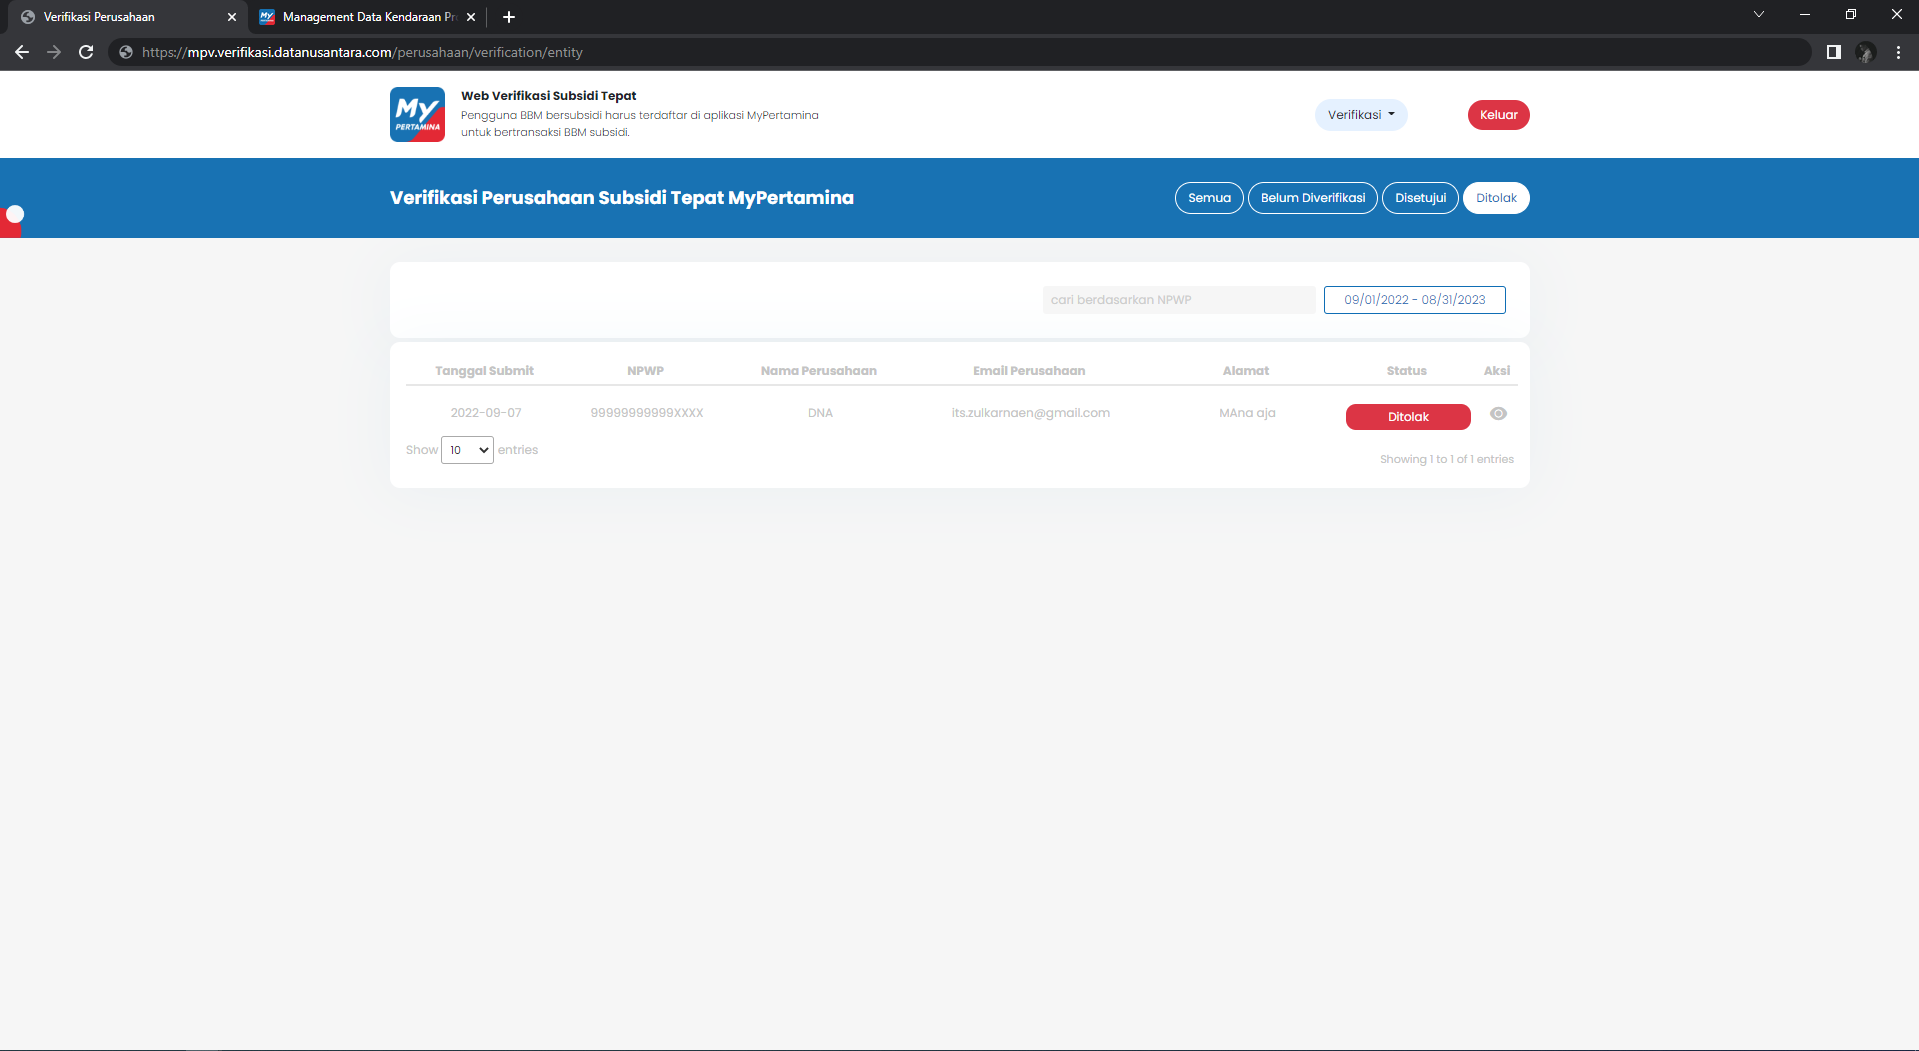 Verifikasi Perusahaan
Management Data Kendaraan Pr
https://mpv.verifikasi.datanusantara.com/perusahaan/verification/entity
My
PERTAMINA
Web Verifikasi Subsidi Tepat
Pengguna BBM bersubsidi harus terdaftar di aplikasi MyPertamina
untuk bertransaksi BBM subsidi.
Verifikasi
Keluar
Verifikasi Perusahaan Subsidi Tepat MyPertamina
Semua Belum Diverifikasi Disetujui Ditolak
cari berdasarkan NPWP
09/01/2022 - 08/31/2023
Tanggal Submit NPWP Nama Perusahaan Email Perusahaan Alamat Status Aksi
2022-09-07 99999999999XXXX DNA its.zulkarnaen@gmail.com MAna aja Ditolak
Show 10 entries
Showing 1 to 1 of 1 entries